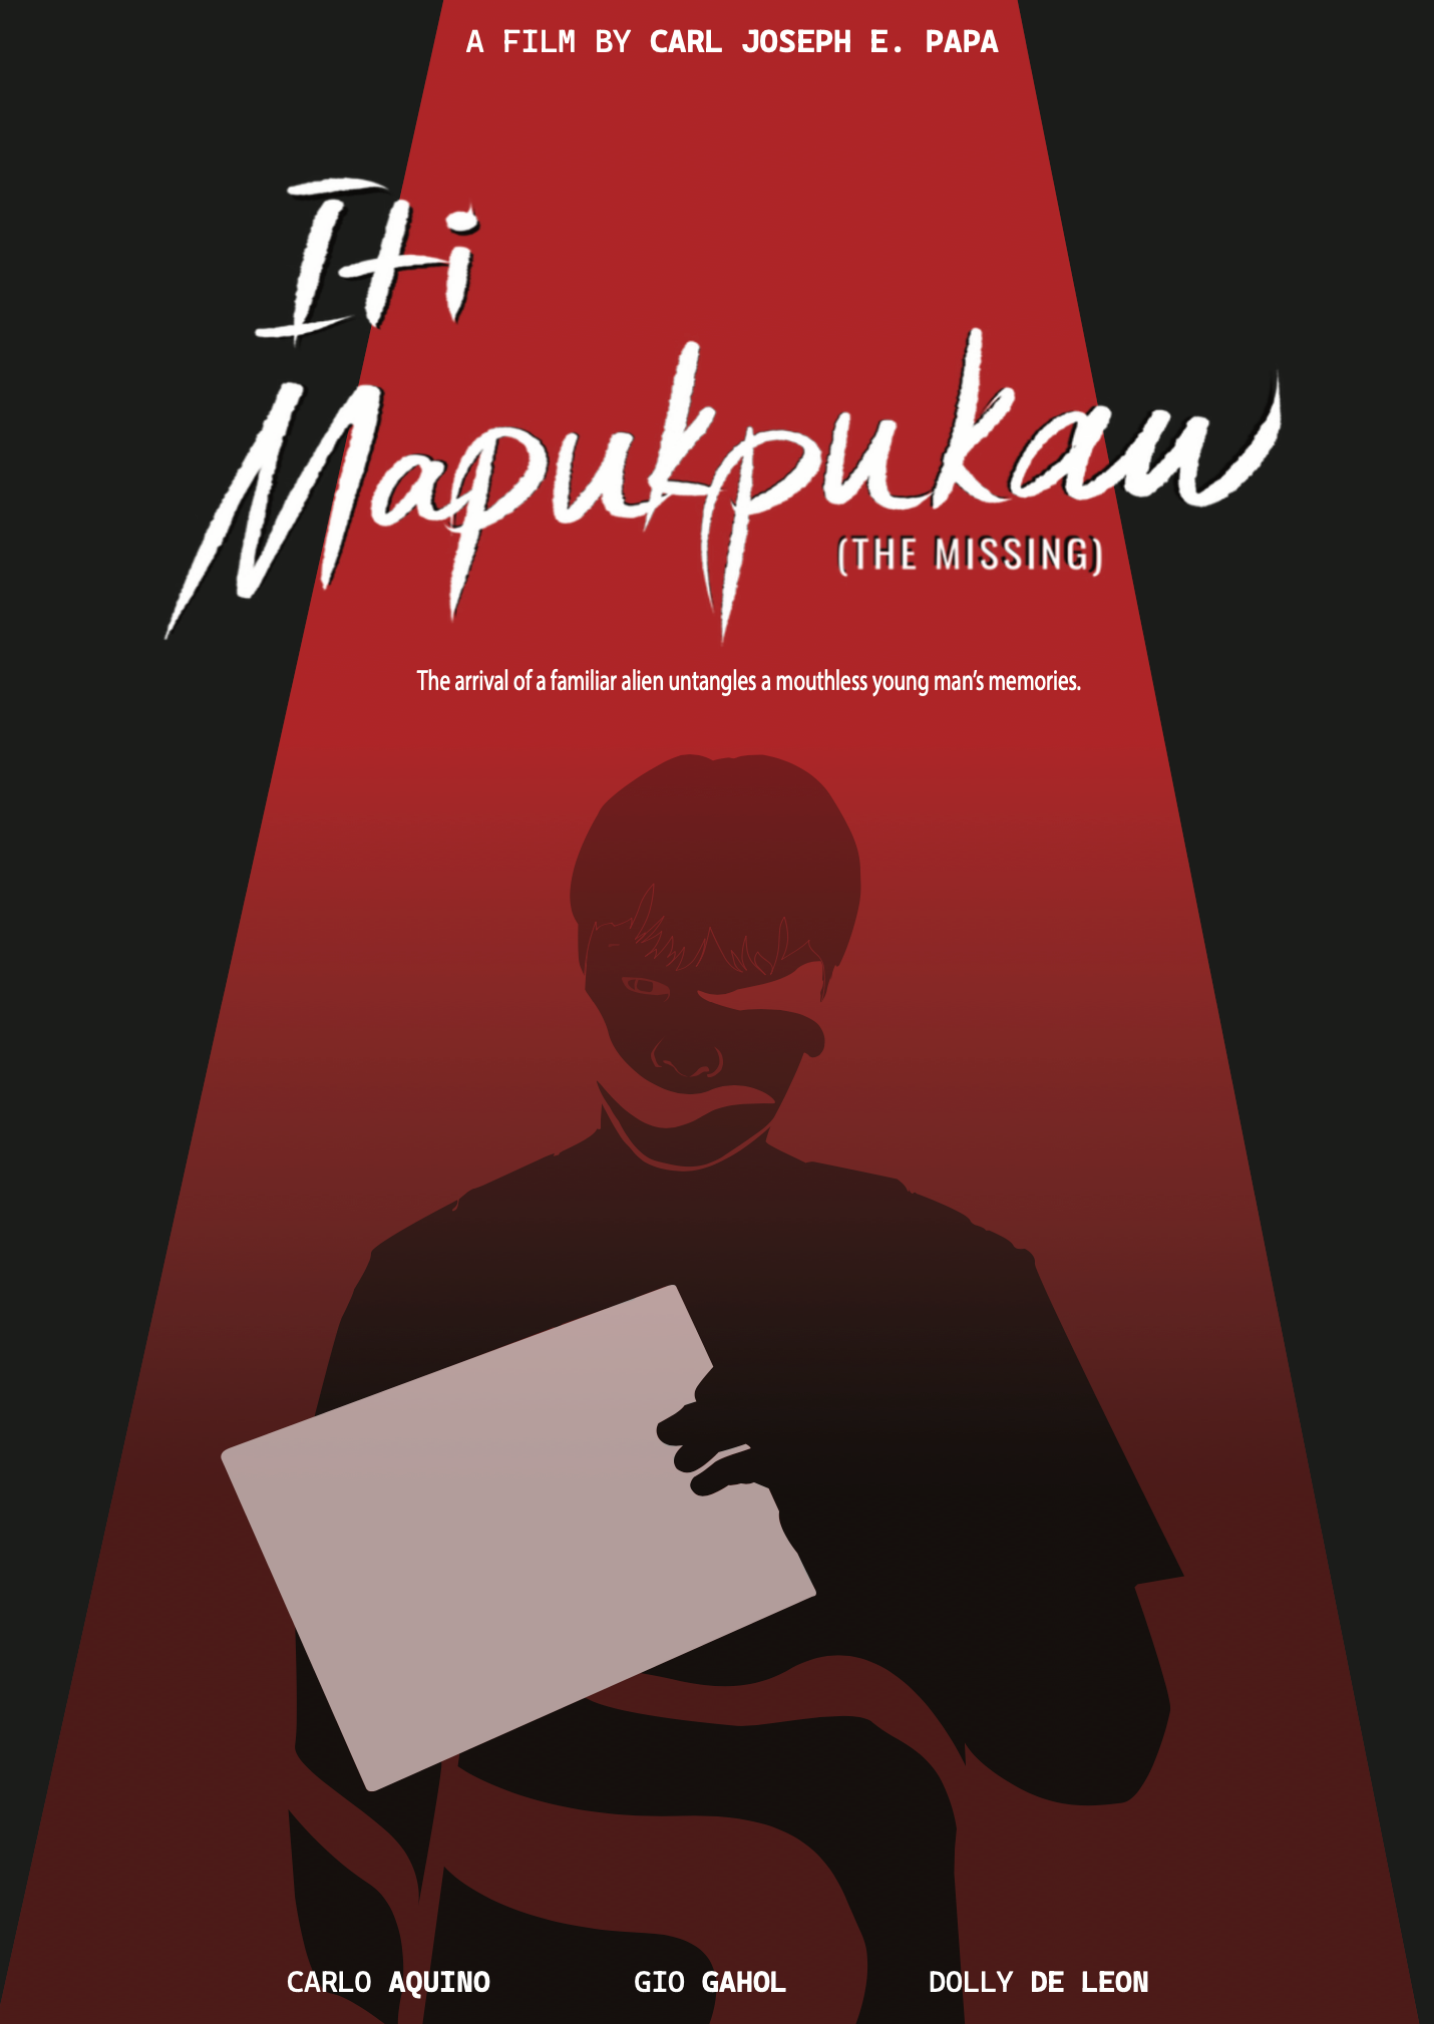 A FILM BY CARL JOSEPH E. PAPA
Iti
Mapukpukaw
(THE MISSING)
The arrival of a familiar alien untangles a mouthless young man's memories.
CARLO AQUINO GIO GAHOL DOLLY DE LEON